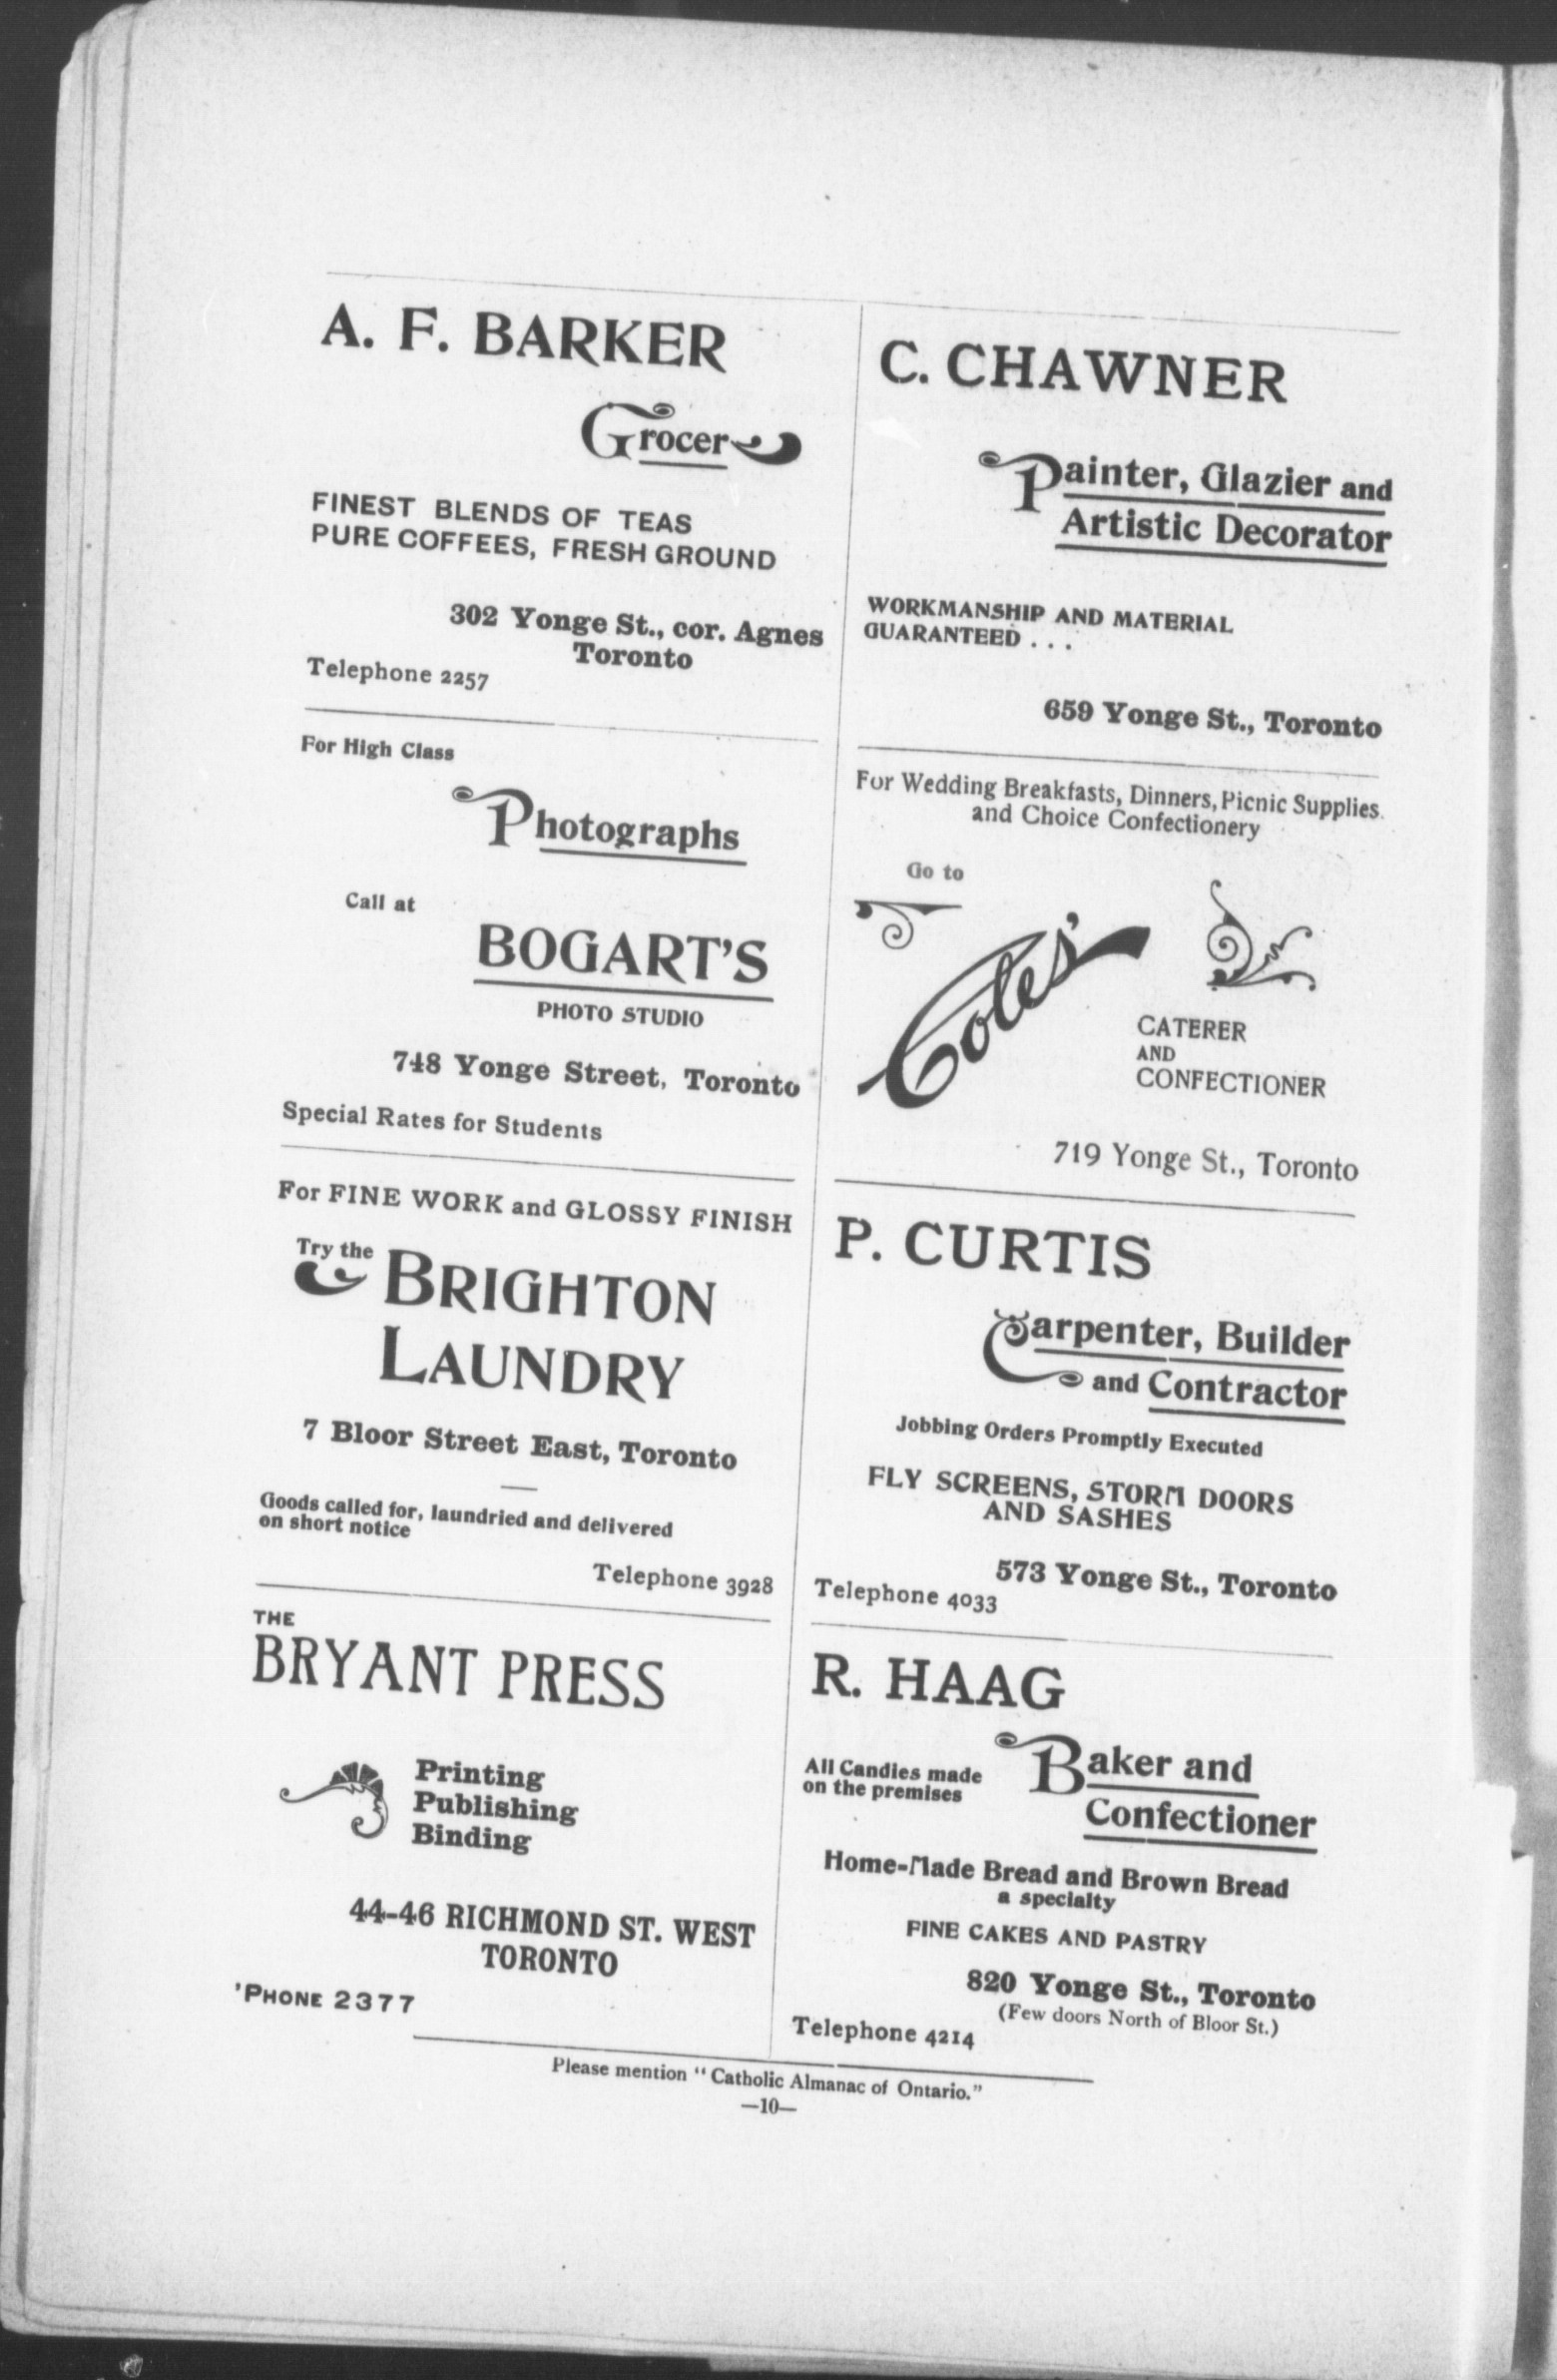 A. F. BARKER
Grocer
FINEST BLENDS OF TEAS
PURE COFFEES, FRESH GROUND
302 Yonge St., cor. Agnes
Toronto
Telephone 2257
For High Class
Photographs
Call at
BOGART'S
PHOTO STUDIO
748 Yonge Street, Toronto
Special Rates for Students
For FINE WORK and GLOSSY FINISH
Try the
BRIGHTON
LAUNDRY
7 Bloor Street East, Toronto
Goods called for, laundried and delivered
on short notice
Telephone 3928
THE
BRYANT PRESS
Printing
Publishing
Binding
44-46 RICHMOND ST. WEST
TORONTO
'PHONE 2377
C. CHAWNER
Painter, Glazier and
Artistic Decorator
WORKMANSHIP AND MATERIAL
GUARANTEED . . .
659 Yonge St., Toronto
For Wedding Breakfasts, Dinners, Picnic Supplies
and Choice Confectionery
Go to
Coles'
CATERER
AND
CONFECTIONER
719 Yonge St., Toronto
P. CURTIS
Carpenter, Builder
and Contractor
Jobbing Orders Promptly Executed
FLY SCREENS, STORM DOORS
AND SASHES
573 Yonge St., Toronto
Telephone 4033
R. HAAG
All Candies made
on the premises
Baker and
Confectioner
Home-Made Bread and Brown Bread
a specialty
FINE CAKES AND PASTRY
820 Yonge St., Toronto
(Few doors North of Bloor St.)
Telephone 4214
Please mention "Catholic Almanac of Ontario."
—10—